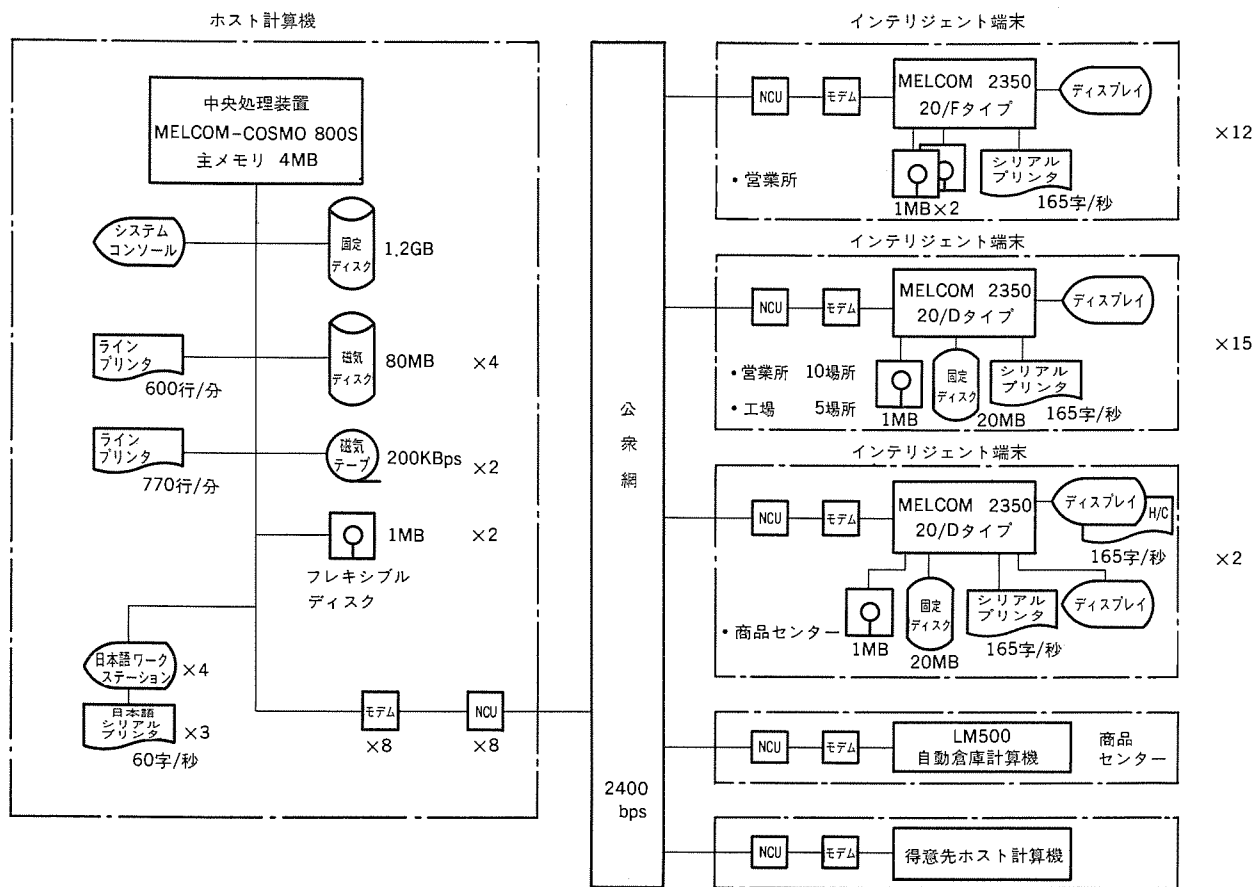 ホスト計算機
中央処理装置
MELCOM-COSMO 800S
主メモリ 4MB
システム
コンソール
固定
ディスク
1.2GB
ライン
プリンタ
600行/分
磁気
ディスク
80MB
×4
ライン
プリンタ
770行/分
磁気
テープ
200KBps
×2
1MB
×2
フレキシブル
ディスク
日本語ワーク
ステーション
×4
日本語
シリアル
プリンタ
×3
60字/秒
モデム
×8
NCU
×8
公衆網
2400
bps
インテリジェント端末
NCU
モデム
MELCOM 2350
20/Fタイプ
ディスプレイ
×12
・営業所
1MB×2
シリアル
プリンタ
165字/秒
インテリジェント端末
NCU
モデム
MELCOM 2350
20/Dタイプ
ディスプレイ
×15
・営業所 10場所
・工場 5場所
1MB
固定
ディスク
20MB
シリアル
プリンタ
165字/秒
インテリジェント端末
NCU
モデム
MELCOM 2350
20/Dタイプ
ディスプレイ
H/C
165字/秒
×2
・商品センター
1MB
固定
ディスク
20MB
シリアル
プリンタ
165字/秒
ディスプレイ
NCU
モデム
LM500
自動倉庫計算機
商品
センター
NCU
モデム
得意先ホスト計算機